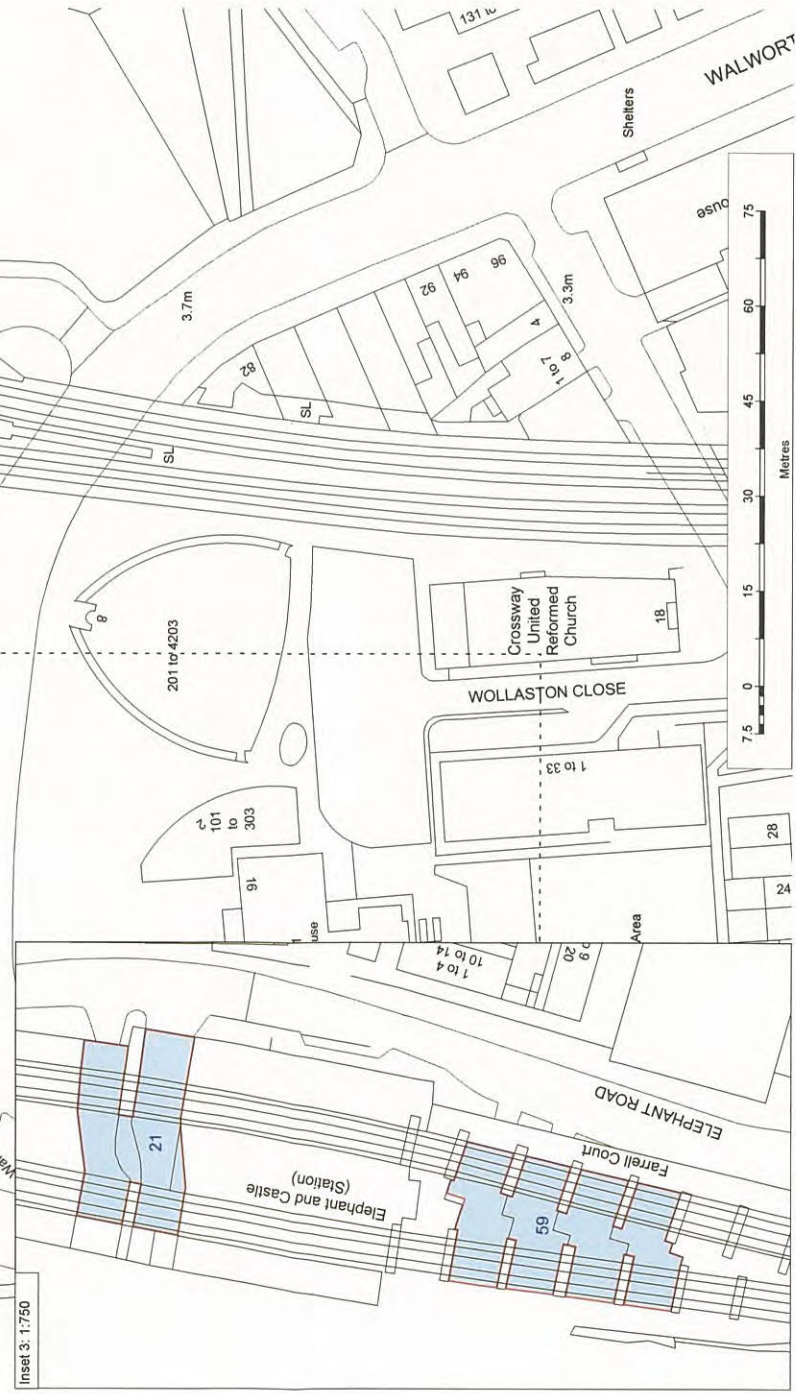 Inset 3: 1:750
21
Elephant and Castle
(Station)
59
Farrell Court
ELEPHANT ROAD
1 to 4
10 to 14
20
Area
16
101
to
303
201 to 4203
8
SL
SL
3.7m
82
92
94
96
4
1 to 7
8
3.3m
Shelters
WALWORT
Crossway
United
Reformed
Church
18
WOLLASTON CLOSE
1 to 33
28
24
7.5
0
15
30
45
60
75
Metres